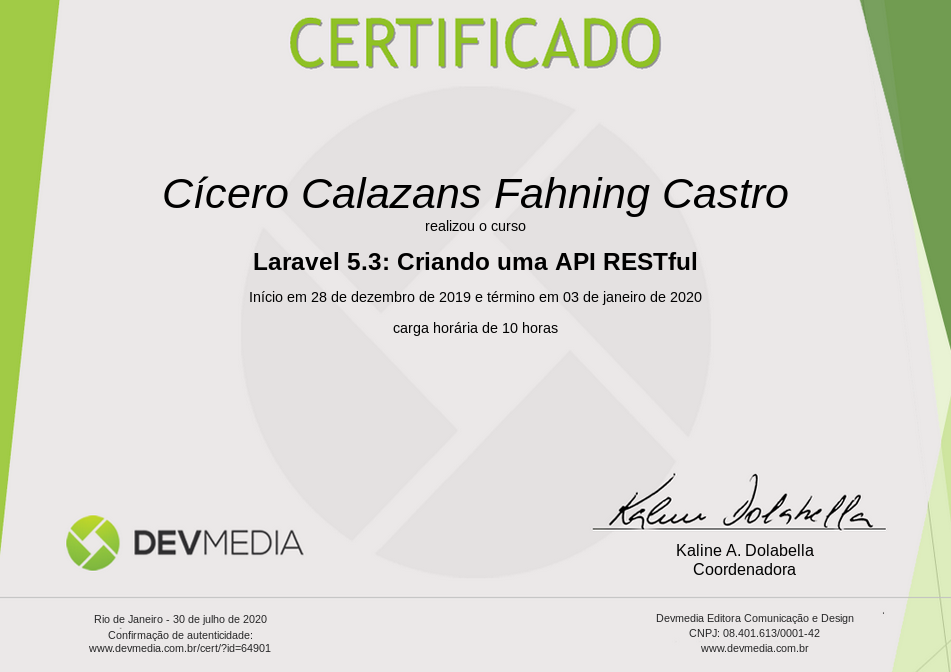 CERTIFICADO
Cícero Calazans Fahning Castro
realizou o curso
Laravel 5.3: Criando uma API RESTful
Início em 28 de dezembro de 2019 e término em 03 de janeiro de 2020
carga horária de 10 horas
DEVMEDIA
Kaline Dolabella
Kaline A. Dolabella
Coordenadora
Rio de Janeiro - 30 de julho de 2020
Confirmação de autenticidade:
www.devmedia.com.br/cert/?id=64901
Devmedia Editora Comunicação e Design
CNPJ: 08.401.613/0001-42
www.devmedia.com.br